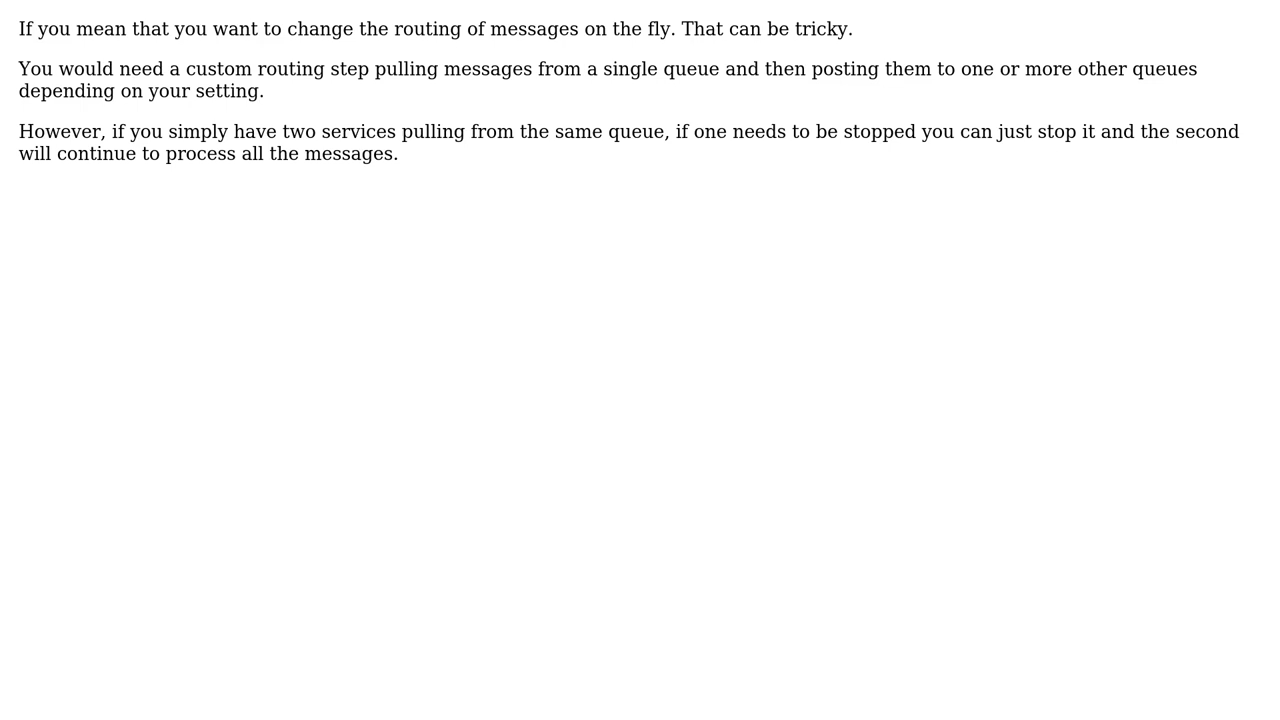 If you mean that you want to change the routing of messages on the fly. That can be tricky.
You would need a custom routing step pulling messages from a single queue and then posting them to one or more other queues
depending on your setting.
However, if you simply have two services pulling from the same queue, if one needs to be stopped you can just stop it and the second
will continue to process all the messages.